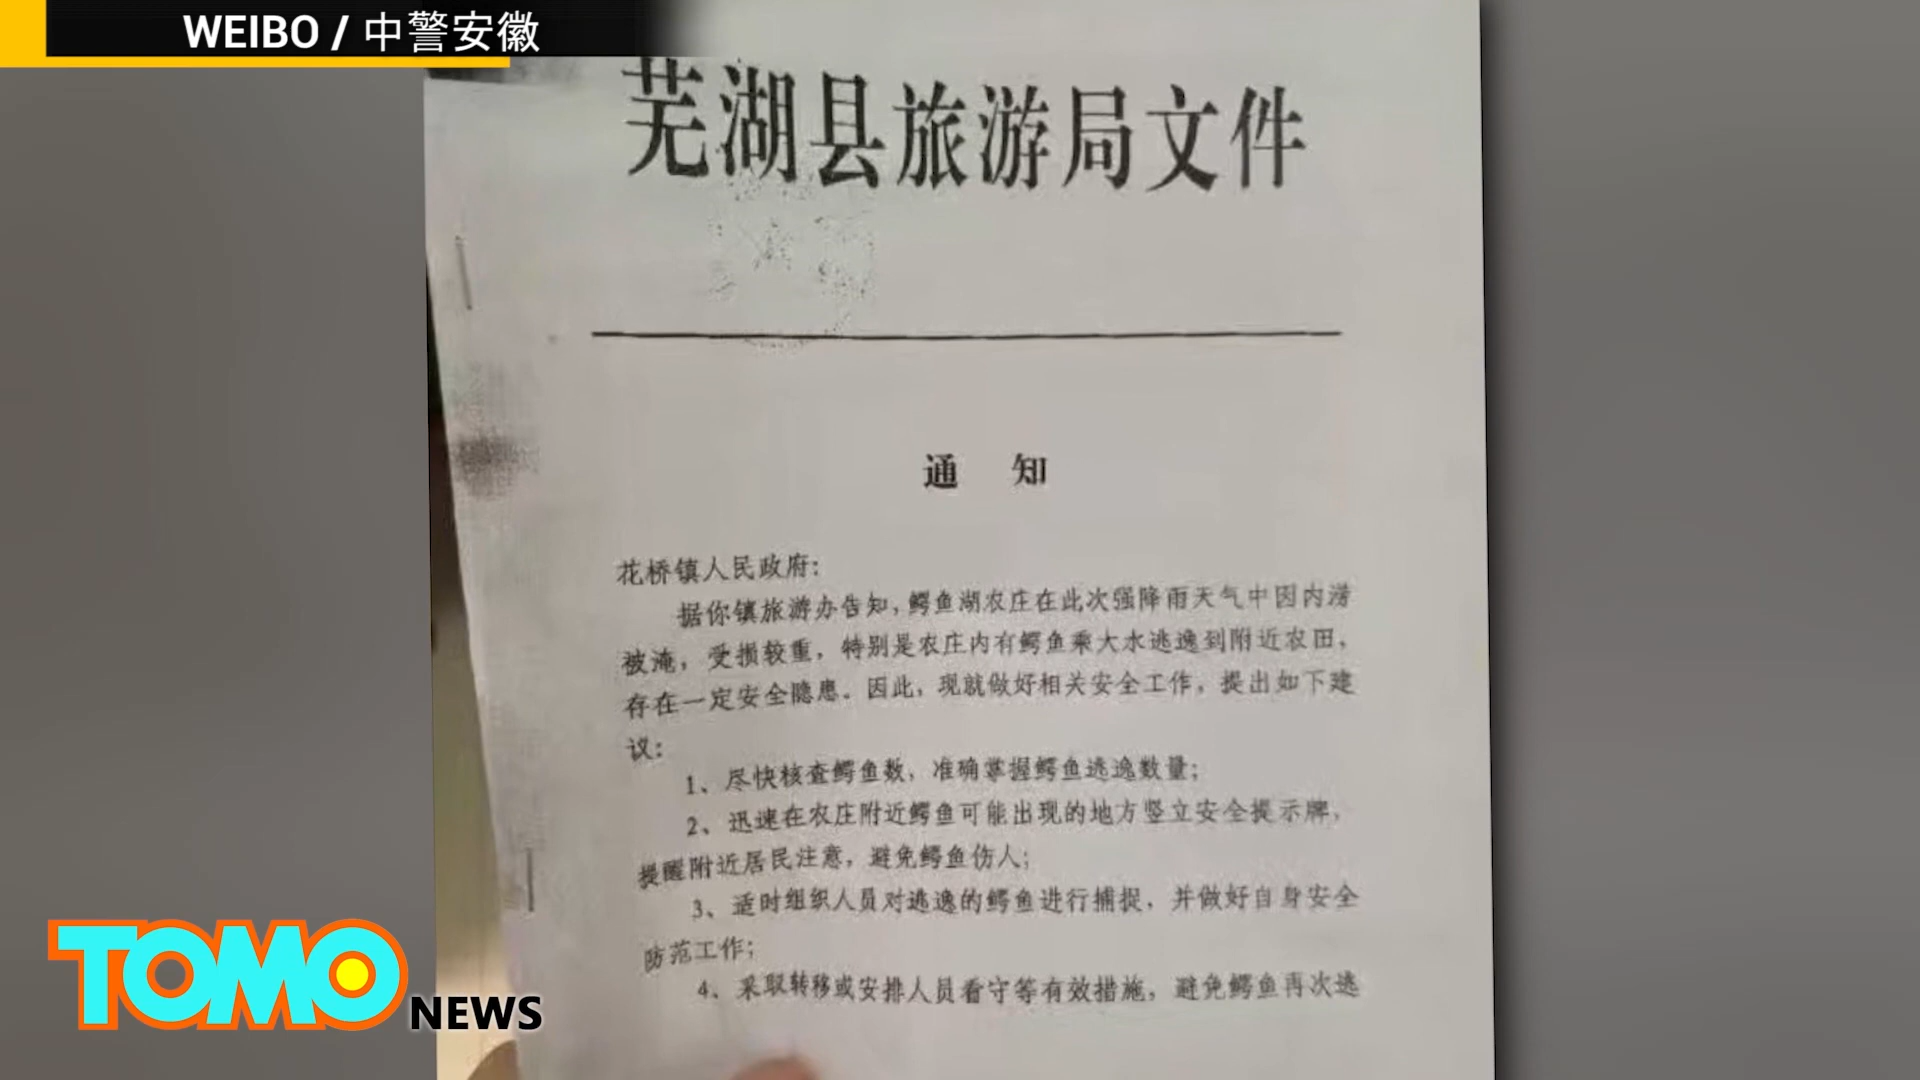 WEIBO / 中警安徽
芜湖县旅游局文件
通 知
花桥镇人民政府：
据你镇旅游办告知，鳄鱼湖农庄在此次强降雨天气中因内涝
被淹，受损较重，特别是农庄内有鳄鱼乘大水逃逸到附近农田，
存在一定安全隐患。因此，现就做好相关安全工作，提出如下建
议：
1、尽快核查鳄鱼数，准确掌握鳄鱼逃逸数量；
2、迅速在农庄附近鳄鱼可能出现的地方竖立安全提示牌，
提醒附近居民注意，避免鳄鱼伤人；
3、适时组织人员对逃逸的鳄鱼进行捕捉，并做好自身安全
防范工作；
4、采取转移或安排人员看守等有效措施，避免鳄鱼再次逃
TOMO NEWS